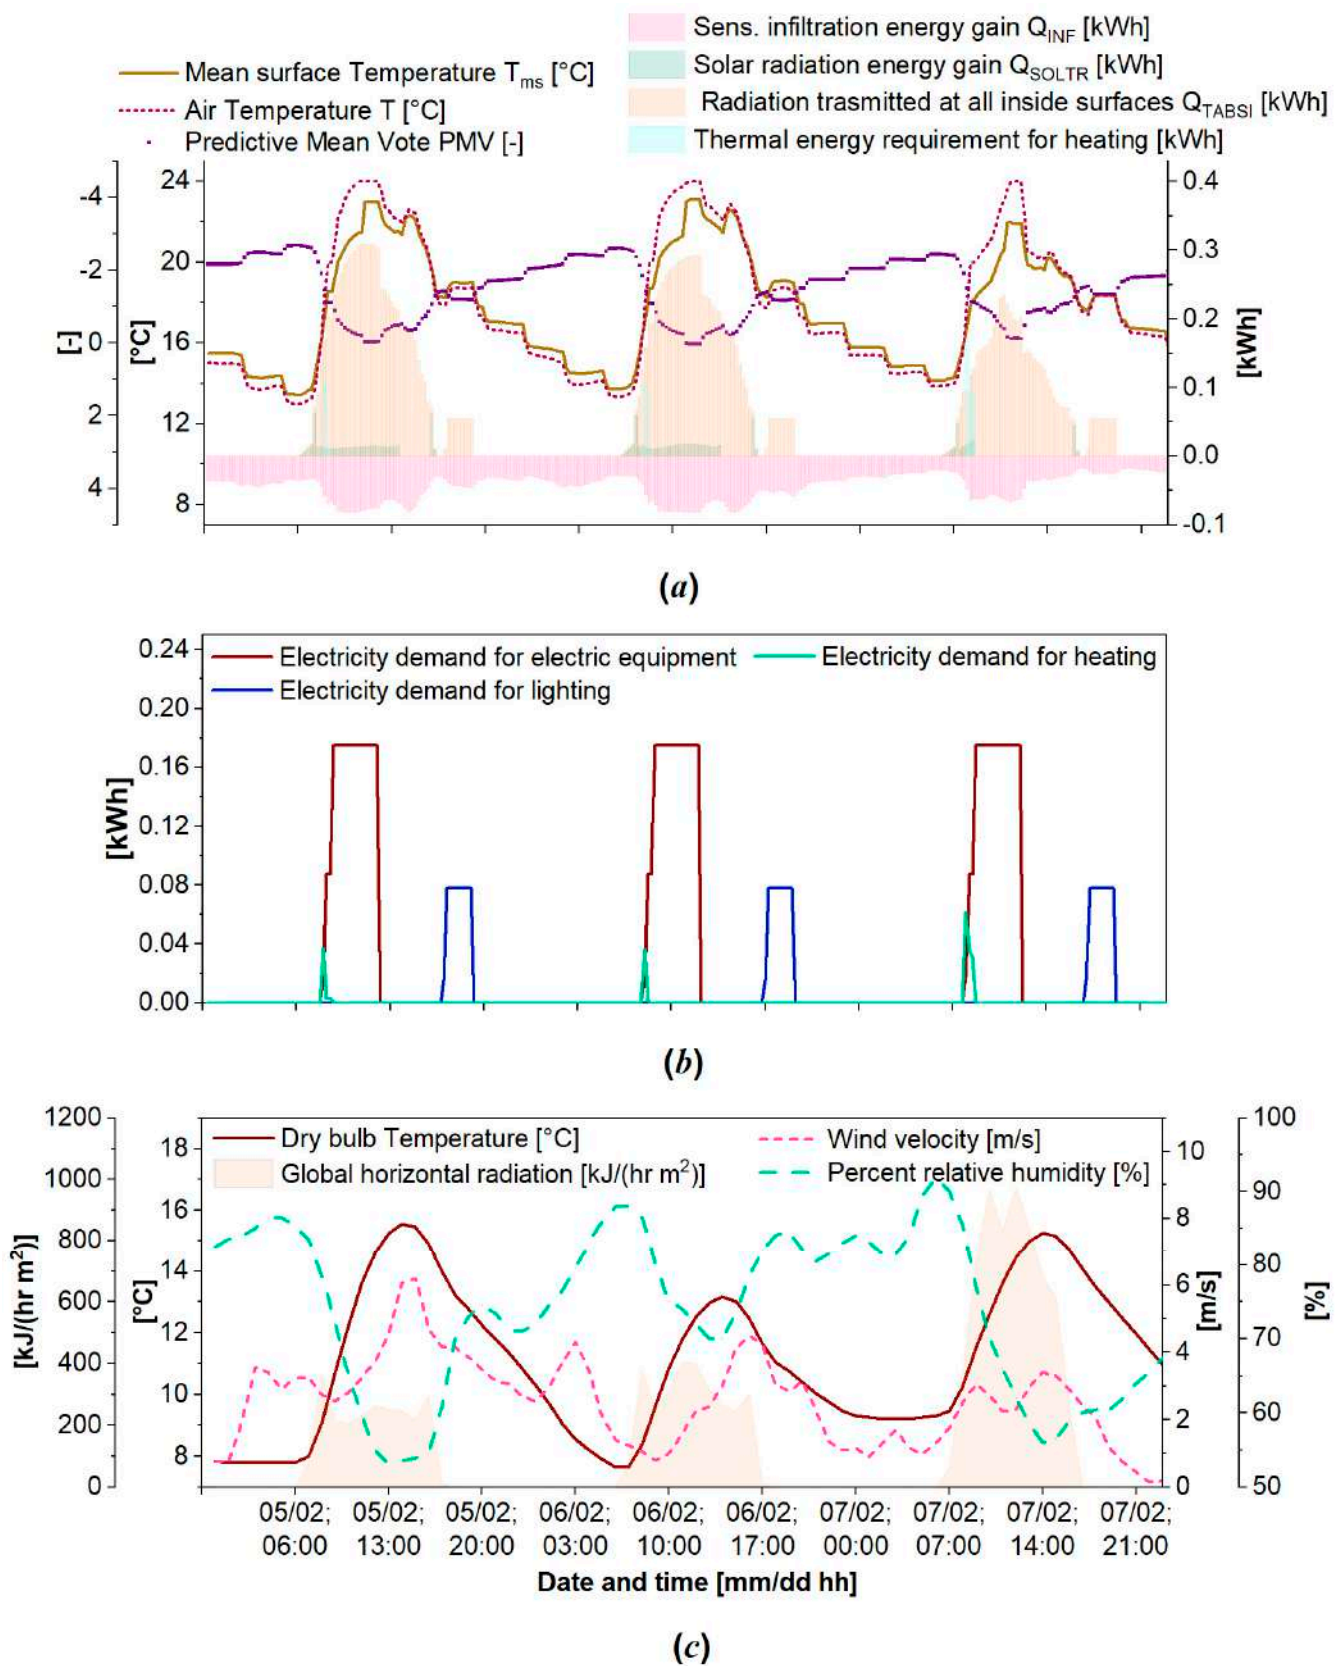 Sens. infiltration energy gain QINF [kWh]
Mean surface Temperature Tms [°C]
Solar radiation energy gain QSOLTR [kWh]
Air Temperature T [°C]
Radiation trasmitted at all inside surfaces QTABSI [kWh]
Predictive Mean Vote PMV [-]
Thermal energy requirement for heating [kWh]
-4
-2
0
2
4
[-]
24
20
16
12
8
[°C]
0.4
0.3
0.2
0.1
0.0
-0.1
[kWh]
(a)
0.24
0.20
0.16
0.12
0.08
0.04
0.00
[kWh]
Electricity demand for electric equipment
Electricity demand for heating
Electricity demand for lighting
(b)
1200
1000
800
600
400
200
0
[kJ/(hr m2)]
18
16
14
12
10
8
[°C]
Dry bulb Temperature [°C]
Wind velocity [m/s]
Global horizontal radiation [kJ/(hr m2)]
Percent relative humidity [%]
10
8
6
4
2
0
[m/s]
100
90
80
70
60
50
[%]
05/02; 05/02; 05/02; 06/02; 06/02; 06/02; 07/02; 07/02; 07/02; 07/02;
06:00 13:00 20:00 03:00 10:00 17:00 00:00 07:00 14:00 21:00
Date and time [mm/dd hh]
(c)